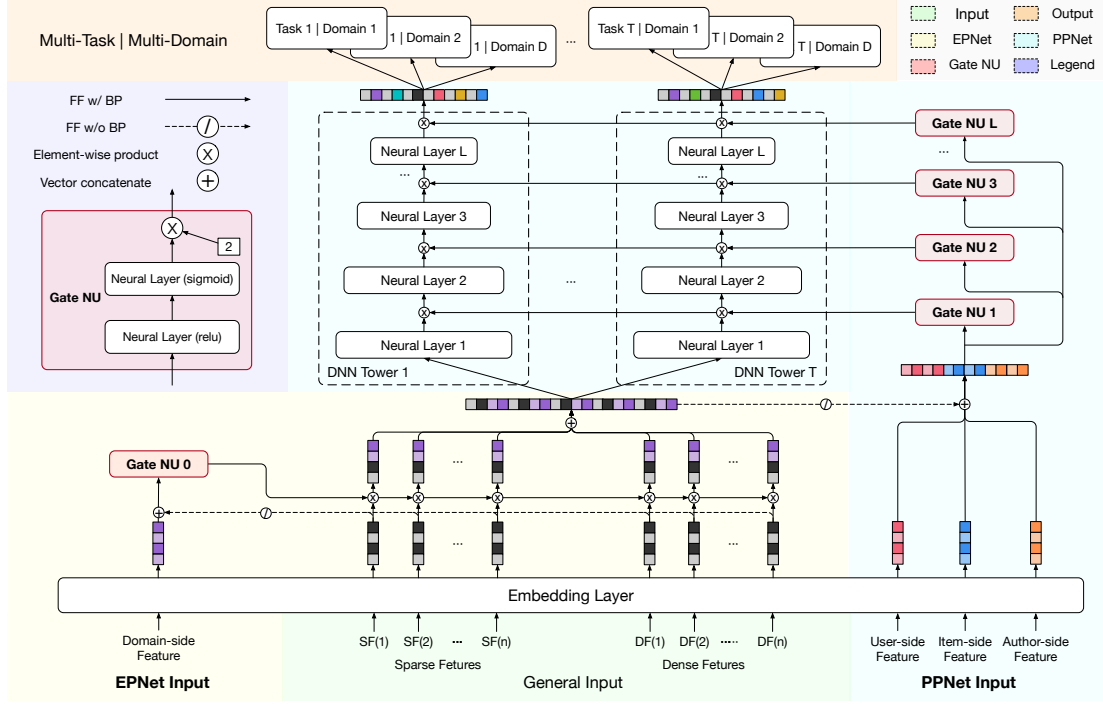 Multi-Task | Multi-Domain
Task 1 | Domain 1
1 | Domain 2
1 | Domain D
...
Task T | Domain 1
T | Domain 2
T | Domain D
Input
Output
EPNet
PPNet
Gate NU
Legend
FF w/ BP
FF w/o BP
/
Element-wise product
X
Vector concatenate
+
X
2
Neural Layer (sigmoid)
Gate NU
Neural Layer (relu)
x
x
Gate NU L
Neural Layer L
Neural Layer L
...
...
...
x
x
Gate NU 3
Neural Layer 3
Neural Layer 3
x
x
Gate NU 2
Neural Layer 2
...
Neural Layer 2
x
x
Gate NU 1
Neural Layer 1
Neural Layer 1
DNN Tower 1
DNN Tower T
/
+
+
Gate NU 0
...
...
x
x
x
x
x
x
+
/
...
...
Embedding Layer
Domain-side
Feature
SF(1)
SF(2)
...
SF(n)
Sparse Fetures
DF(1)
DF(2)
.....
DF(n)
Dense Fetures
User-side
Feature
Item-side
Feature
Author-side
Feature
EPNet Input
General Input
PPNet Input